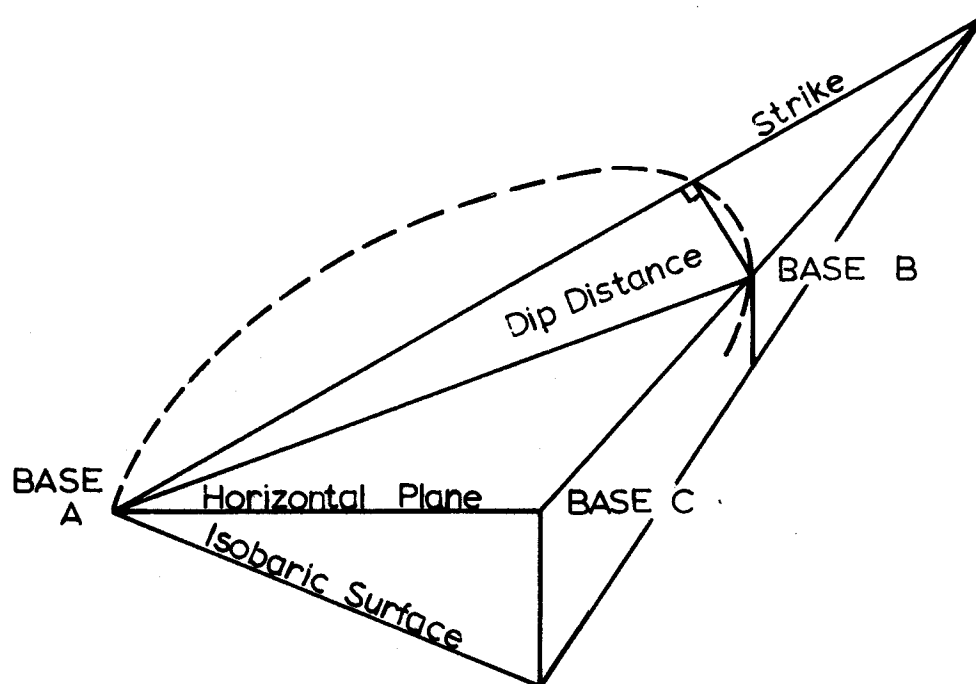 Strike
BASE B
Dip Distance
BASE
A
Horizontal Plane
BASE C
Isobaric Surface